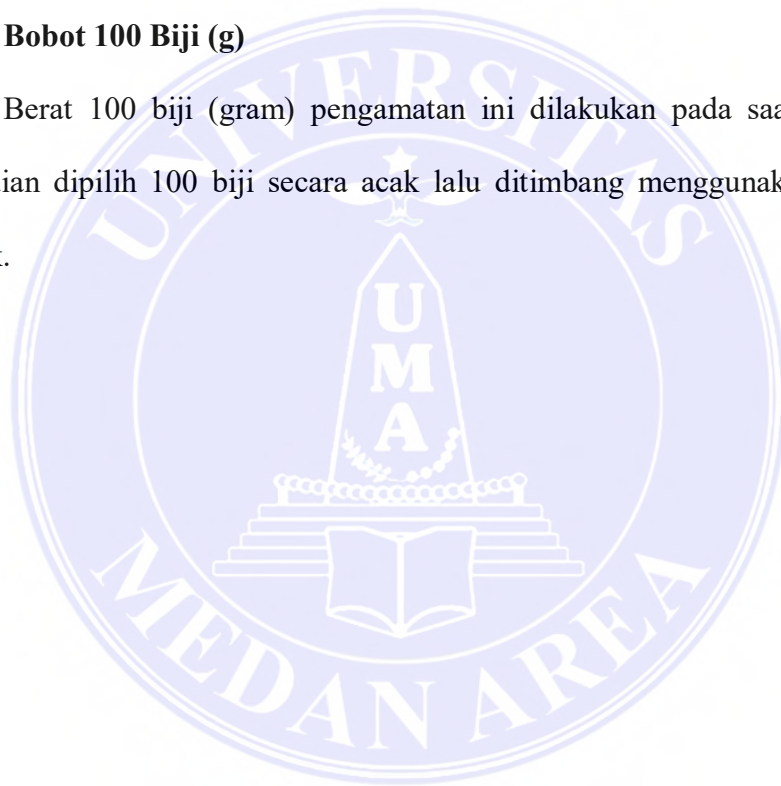 Bobot 100 Biji (g)
Berat 100 biji (gram) pengamatan ini dilakukan pada saa
ian dipilih 100 biji secara acak lalu ditimbang menggunak
.
UNIVERSITAS
UMA
MEDAN AREA